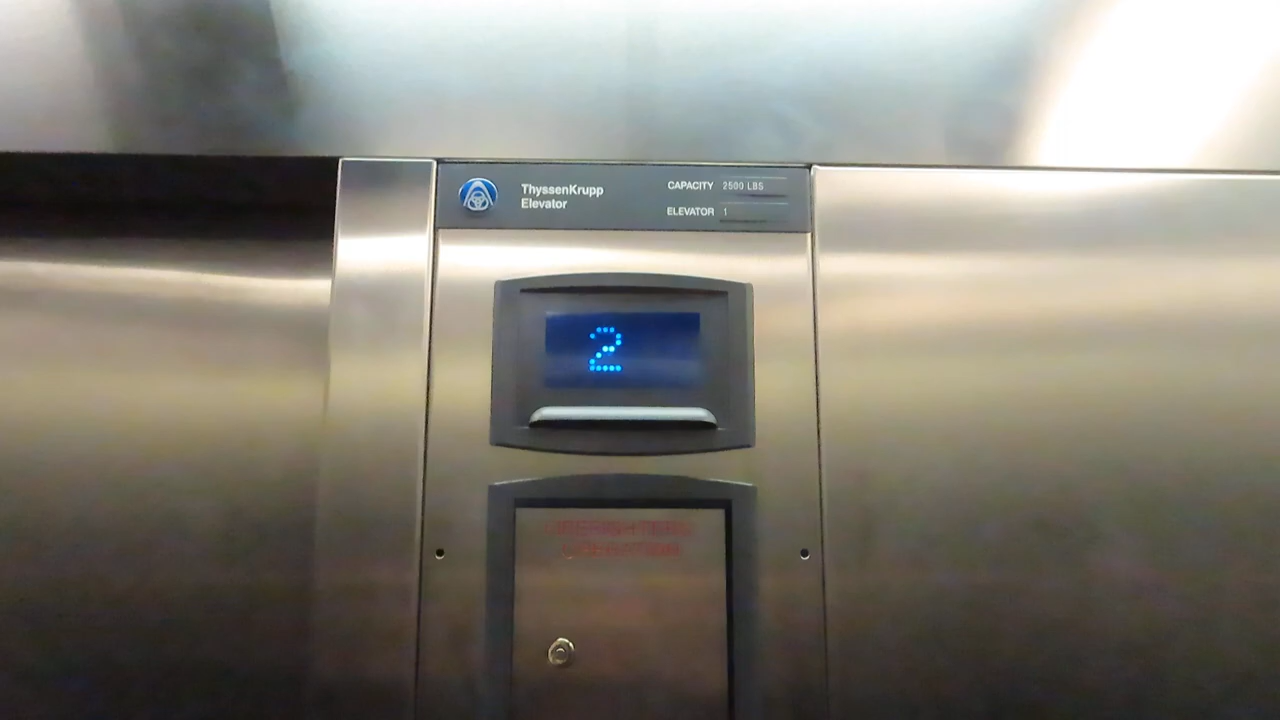 ThyssenKrupp
Elevator
CAPACITY 2500 LBS
ELEVATOR 1
2